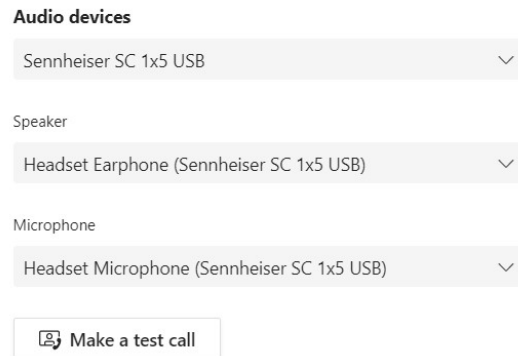 Audio devices
Sennheiser SC 1x5 USB
Speaker
Headset Earphone (Sennheiser SC 1x5 USB)
Microphone
Headset Microphone (Sennheiser SC 1x5 USB)
Make a test call